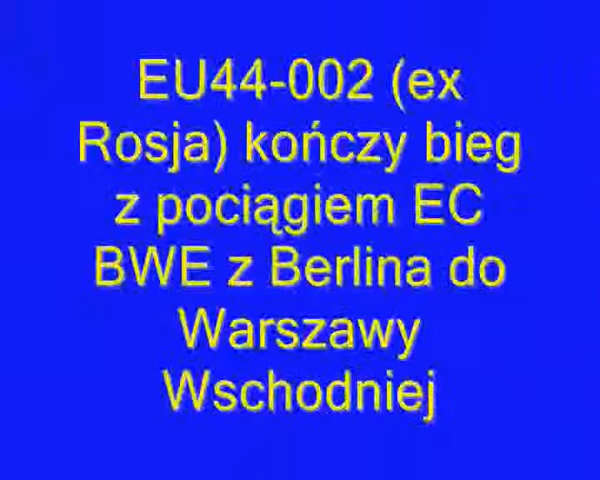 EU44-002 (ex
Rosja) kończy bieg
z pociągiem EC
BWE z Berlina do
Warszawy
Wschodniej